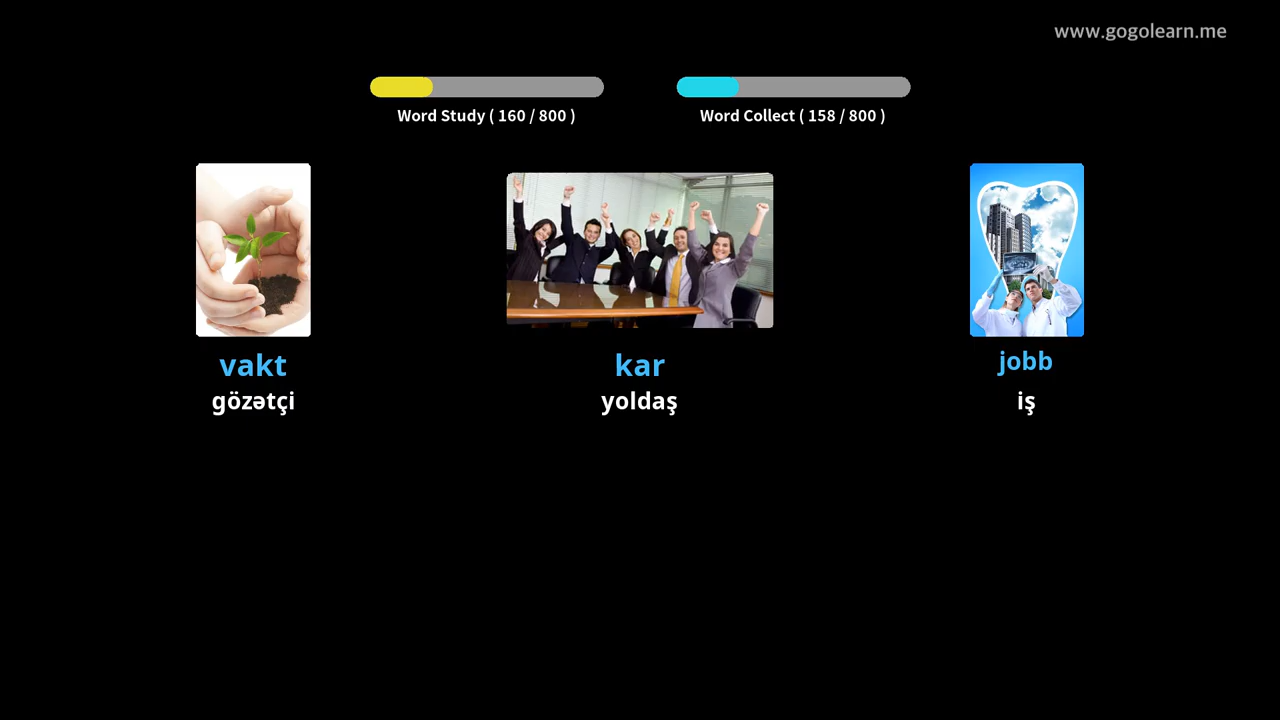 www.gogolearn.me
Word Study ( 160 / 800 )
Word Collect ( 158 / 800 )
vakt
gözətçi
kar
yoldaş
jobb
iş